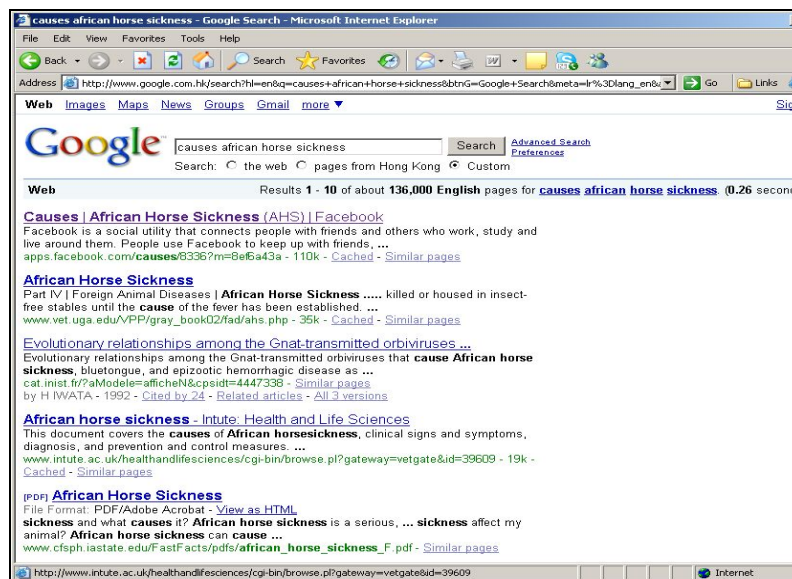 causes african horse sickness - Google Search - Microsoft Internet Explorer
File Edit View Favorites Tools Help
Back Search Favorites
Address http://www.google.com.hk/search?hl=en&q=causes+african+horse+sickness&btnG=Google+Search&meta=lr%3Dlang_en& Go Links
Web Images Maps News Groups Gmail more ▼
Google causes african horse sickness Search Advanced Search
Preferences
Search: the web pages from Hong Kong Custom
Web Results 1 - 10 of about 136,000 English pages for causes african horse sickness. (0.26 secon
Causes | African Horse Sickness (AHS) | Facebook
Facebook is a social utility that connects people with friends and others who work, study and
live around them. People use Facebook to keep up with friends, ...
apps.facebook.com/causes/8336?m=8ef6a43a - 110k - Cached - Similar pages
African Horse Sickness
Part IV | Foreign Animal Diseases | African Horse Sickness ..... killed or housed in insect-
free stables until the cause of the fever has been established. ...
www.vet.uga.edu/VPP/gray_book02/fad/ahs.php - 35k - Cached - Similar pages
Evolutionary relationships among the Gnat-transmitted orbiviruses ...
Evolutionary relationships among the Gnat-transmitted orbiviruses that cause African horse
sickness, bluetongue, and epizootic hemorrhagic disease as ...
cat.inist.fr/?aModele=afficheN&cpsidt=4447338 - Similar pages
by H IWATA - 1992 - Cited by 24 - Related articles - All 3 versions
African horse sickness - Intute: Health and Life Sciences
This document covers the causes of African horsesickness, clinical signs and symptoms,
diagnosis, and prevention and control measures. ...
www.intute.ac.uk/healthandlifesciences/cgi-bin/browse.pl?gateway=vetgate&id=39609 - 19k -
Cached - Similar pages
[PDF] African Horse Sickness
File Format: PDF/Adobe Acrobat - View as HTML
sickness and what causes it? African horse sickness is a serious, ... sickness affect my
animal? African horse sickness can cause ...
www.cfsph.iastate.edu/FastFacts/pdfs/african_horse_sickness_F.pdf - Similar pages
http://www.intute.ac.uk/healthandlifesciences/cgi-bin/browse.pl?gateway=vetgate&id=39609 Internet